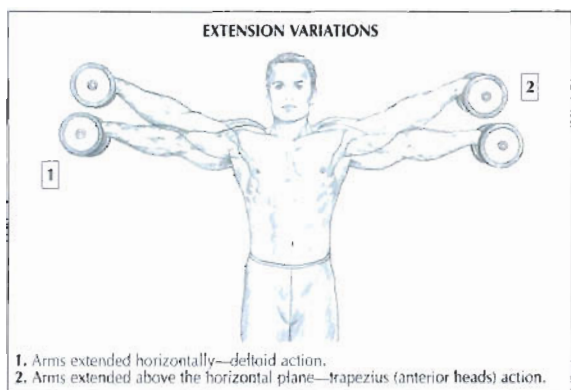 EXTENSION VARIATIONS
2
1
1. Arms extended horizontally—deltoid action.
2. Arms extended above the horizontal plane—trapezius (anterior heads) action.